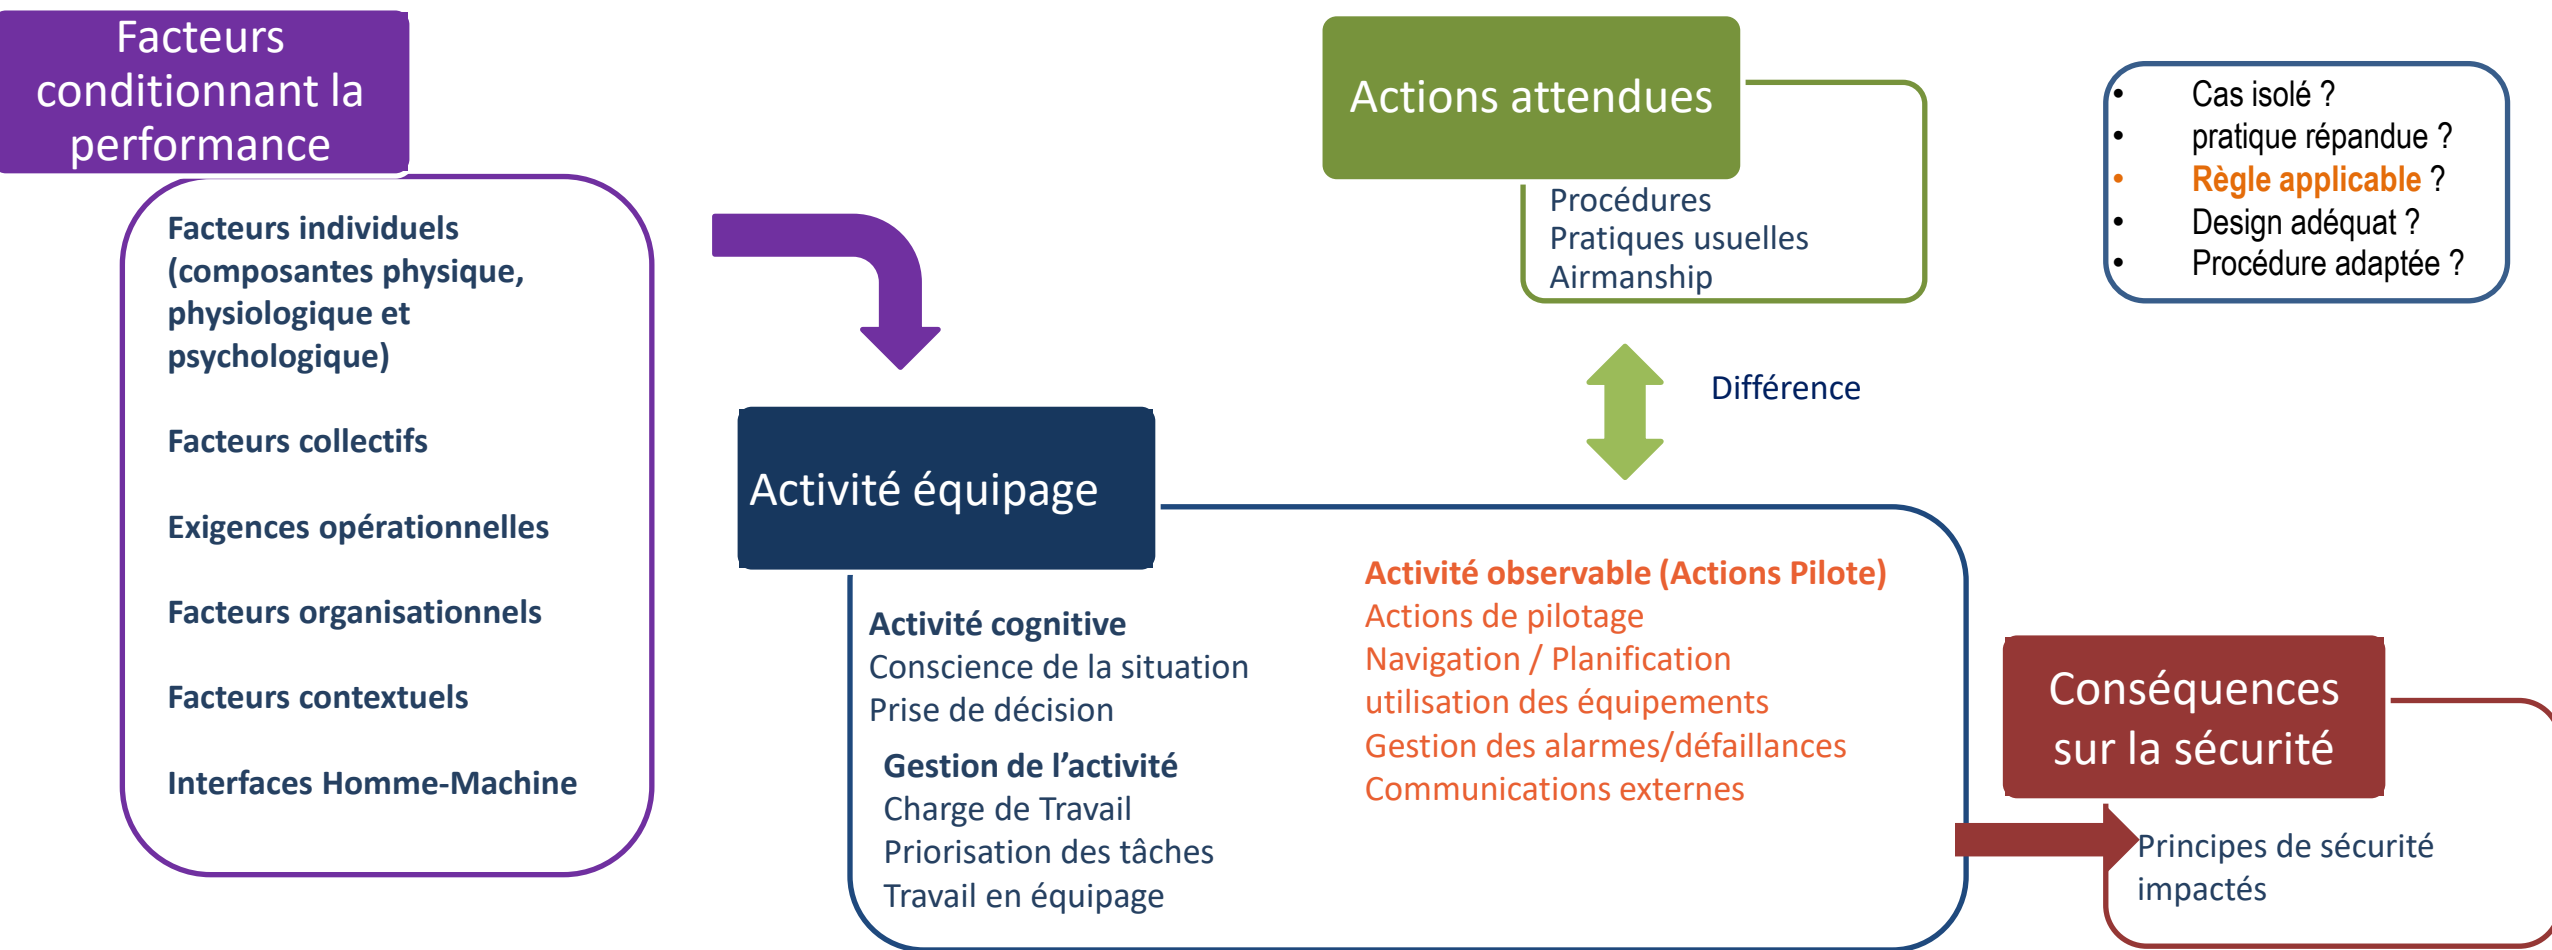 Facteurs
conditionnant la
performance
Facteurs individuels
(composantes physique,
physiologique et
psychologique)
Facteurs collectifs
Exigences opérationnelles
Facteurs organisationnels
Facteurs contextuels
Interfaces Homme-Machine
Actions attendues
Procédures
Pratiques usuelles
Airmanship
• Cas isolé ?
• pratique répandue ?
• Règle applicable ?
• Design adéquat ?
• Procédure adaptée ?
Différence
Activité équipage
Activité cognitive
Conscience de la situation
Prise de décision
Gestion de l’activité
Charge de Travail
Priorisation des tâches
Travail en équipage
Activité observable (Actions Pilote)
Actions de pilotage
Navigation / Planification
utilisation des équipements
Gestion des alarmes/défaillances
Communications externes
Conséquences
sur la sécurité
Principes de sécurité
impactés